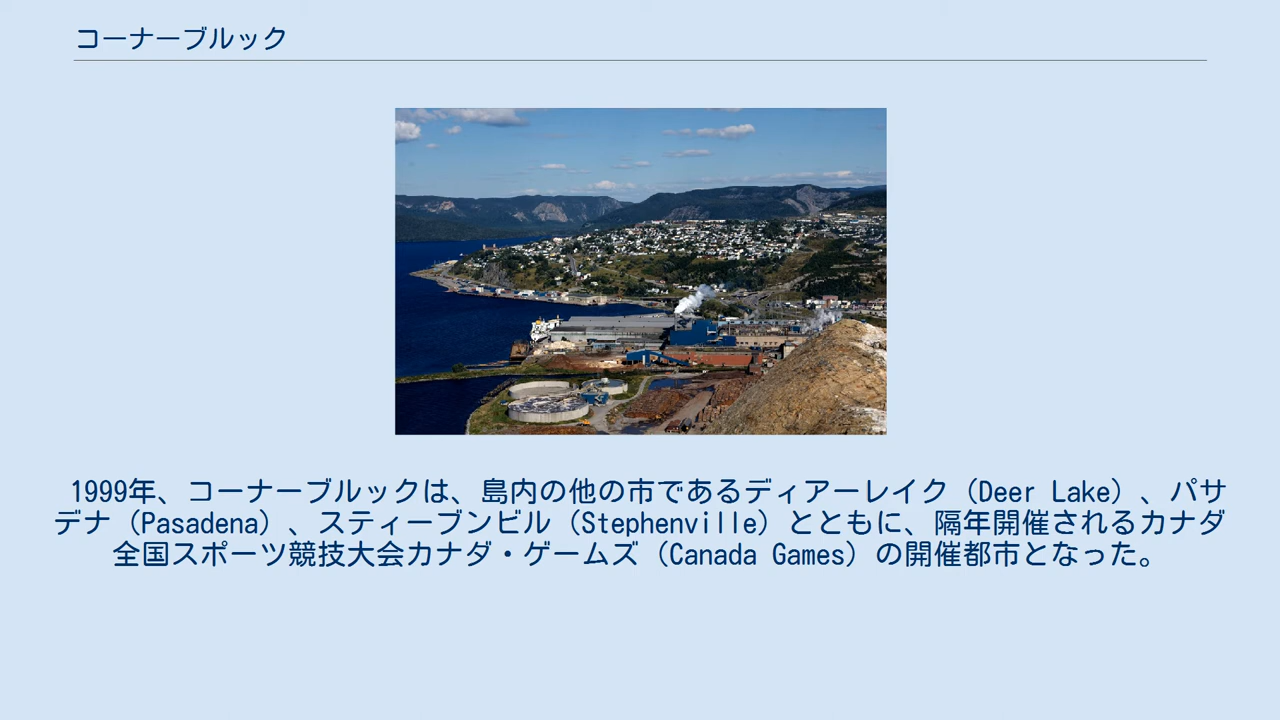 コーナーブルック
1999年、コーナーブルックは、島内の他の市であるディアーレイク（Deer Lake）、パサ
デナ（Pasadena）、スティーブンビル（Stephenville）とともに、隔年開催されるカナダ
全国スポーツ競技大会カナダ・ゲームズ（Canada Games）の開催都市となった。